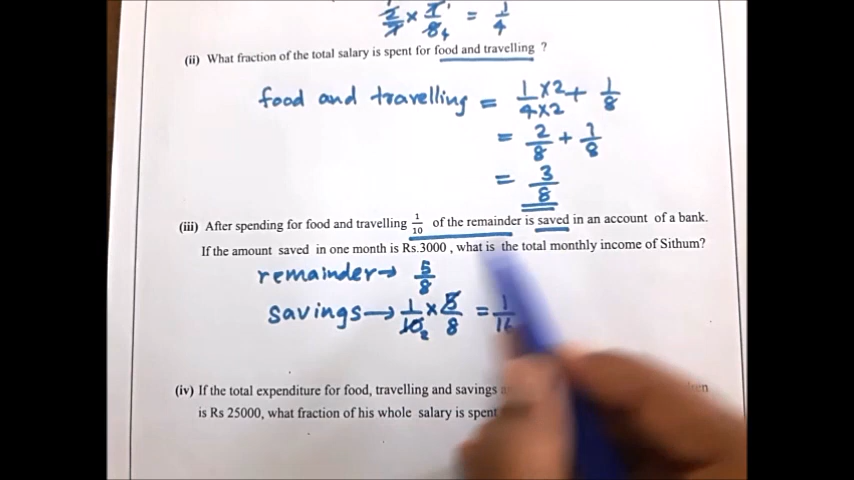 2/7 × 7/8 4 = 1/4
(ii) What fraction of the total salary is spent for food and travelling ?
food and travelling = 1×2/4×2 + 1/8
= 2/8 + 1/8
= 3/8
(iii) After spending for food and travelling 1/10 of the remainder is saved in an account of a bank.
If the amount saved in one month is Rs.3000 , what is the total monthly income of Sithum?
remainder → 5/8
savings → 1/10 2 × 5/8 = 1/16
(iv) If the total expenditure for food, travelling and savings
is Rs 25000, what fraction of his whole salary is spent